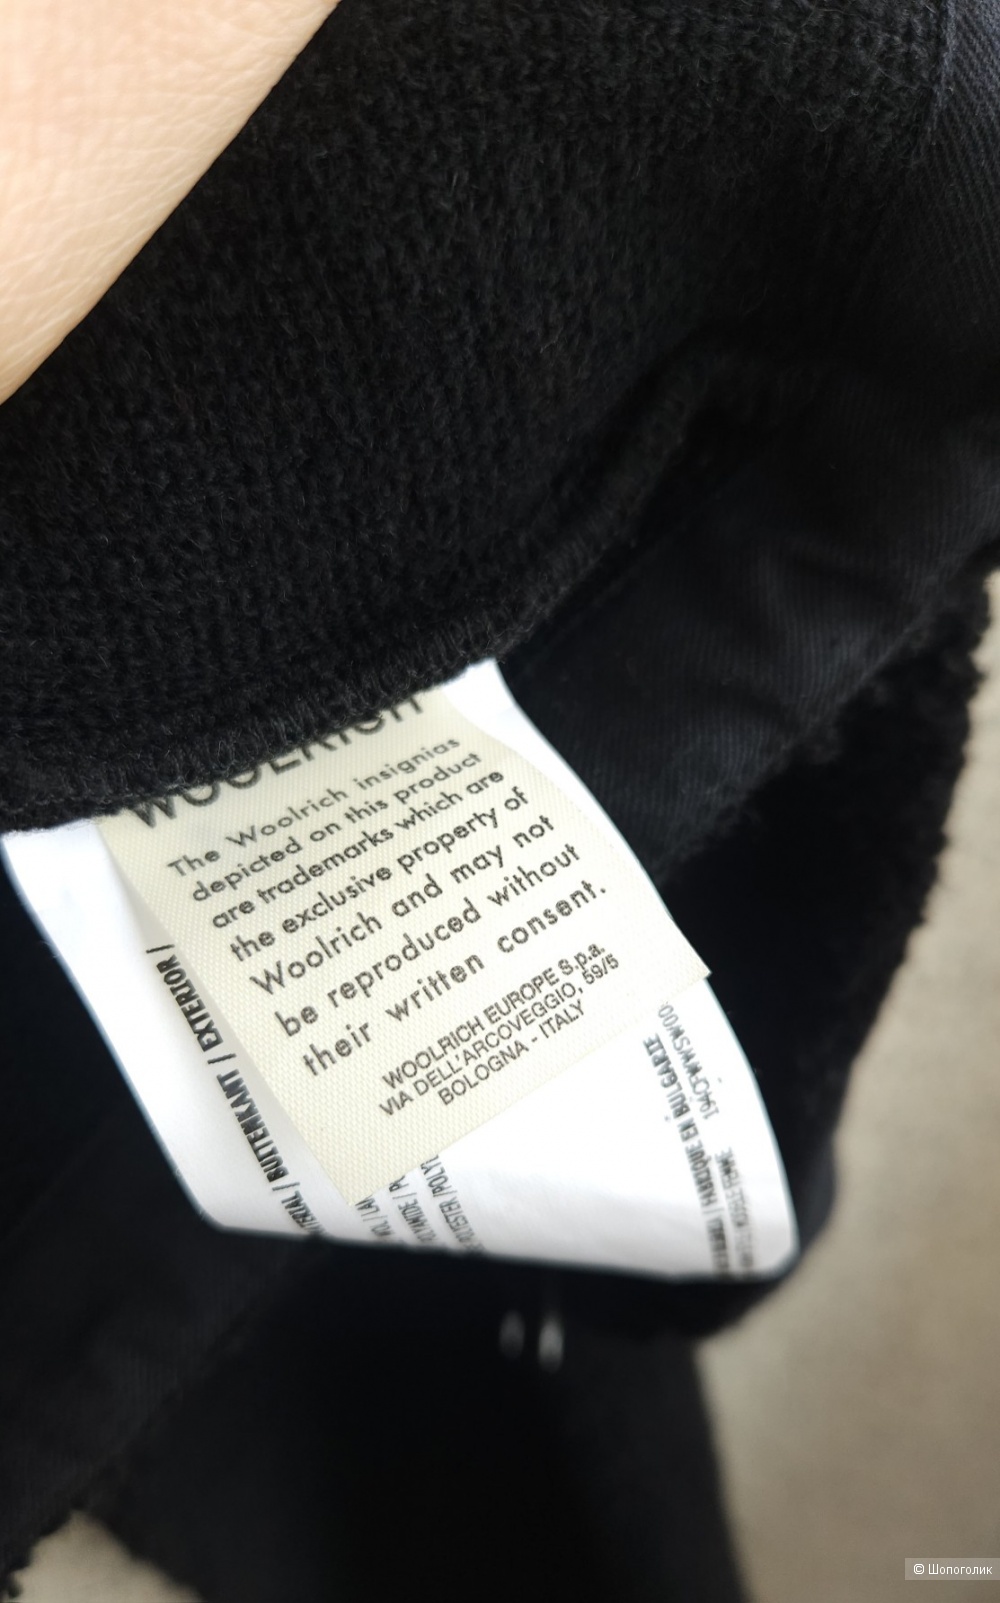 WOOLRICH
The Woolrich insignias
depicted on this product
are trademarks which are
the exclusive property of
Woolrich and may not
be reproduced without
their written consent.
WOOLRICH EUROPE S.p.a.
VIA DELL'ARCOVEGGIO, 59/5
BOLOGNA - ITALY
/ BUITENKANT / EXTERIOR /
FABRIQUE EN BULGARIE
© Шопоголик